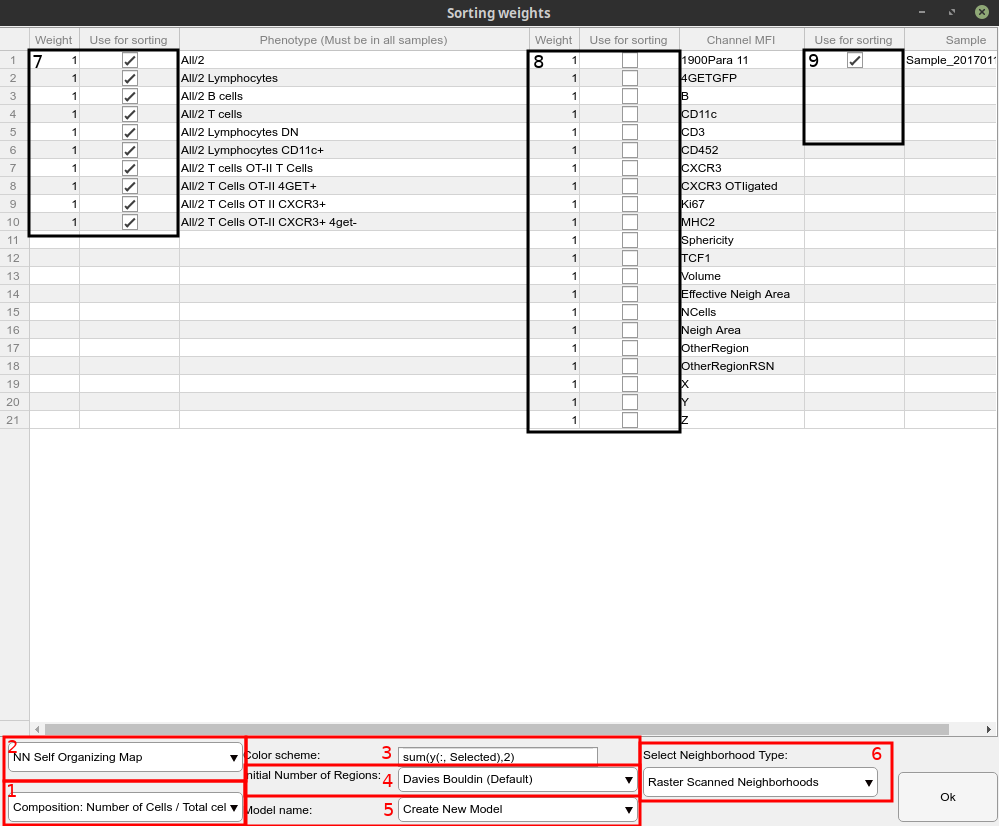 Sorting weights
Weight Use for sorting Phenotype (Must be in all samples) Weight Use for sorting Channel MFI Use for sorting Sample
1 7 1 All/2 8 1 1900Para 11 9 Sample_201701
2 1 All/2 Lymphocytes 1 4GETGFP
3 1 All/2 B cells 1 B
4 1 All/2 T cells 1 CD11c
5 1 All/2 Lymphocytes DN 1 CD3
6 1 All/2 Lymphocytes CD11c+ 1 CD452
7 1 All/2 T cells OT-II T Cells 1 CXCR3
8 1 All/2 T Cells OT-II 4GET+ 1 CXCR3 OTIigated
9 1 All/2 T Cells OT II CXCR3+ 1 Ki67
10 1 All/2 T Cells OT-II CXCR3+ 4get- 1 MHC2
11 1 Sphericity
12 1 TCF1
13 1 Volume
14 1 Effective Neigh Area
15 1 NCells
16 1 Neigh Area
17 1 OtherRegion
18 1 OtherRegionRSN
19 1 X
20 1 Y
21 1 Z
2 NN Self Organizing Map
1 Composition: Number of Cells / Total cel
Color scheme: 3 sum(y(:, Selected),2)
Initial Number of Regions: 4 Davies Bouldin (Default)
Model name: 5 Create New Model
Select Neighborhood Type: 6
Raster Scanned Neighborhoods
Ok